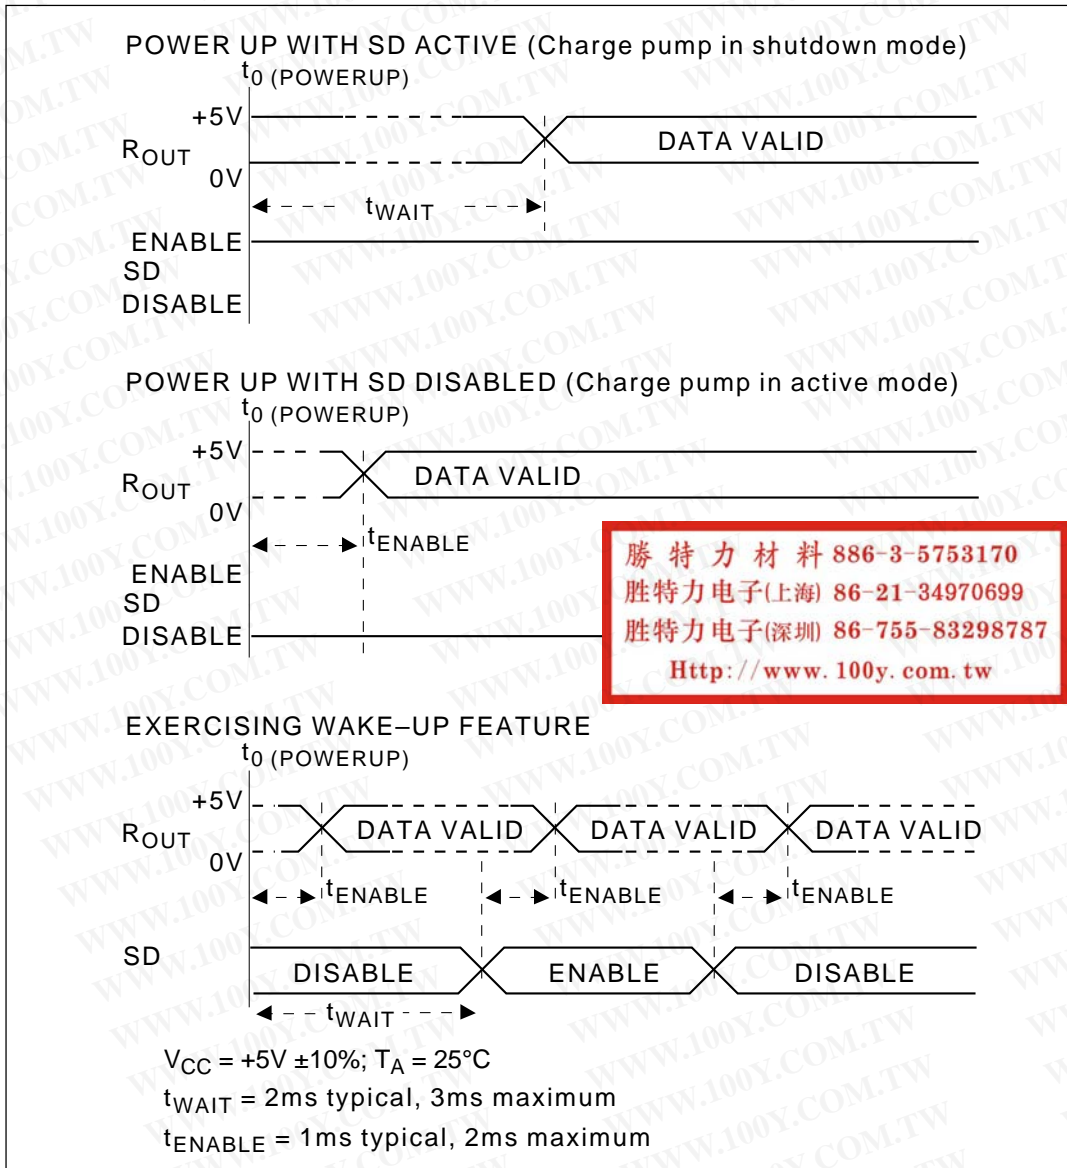 POWER UP WITH SD ACTIVE (Charge pump in shutdown mode)
t0 (POWERUP)
+5V
ROUT
DATA VALID
0V
tWAIT
ENABLE
SD
DISABLE
POWER UP WITH SD DISABLED (Charge pump in active mode)
t0 (POWERUP)
+5V
ROUT
DATA VALID
0V
tENABLE
ENABLE
SD
DISABLE
勝特力材料 886-3-5753170
胜特力电子(上海) 86-21-34970699
胜特力电子(深圳) 86-755-83298787
Http://www.100y.com.tw
EXERCISING WAKE–UP FEATURE
t0 (POWERUP)
+5V
ROUT
DATA VALID DATA VALID DATA VALID
0V
tENABLE tENABLE tENABLE
SD
DISABLE ENABLE DISABLE
tWAIT
VCC = +5V ±10%; TA = 25°C
tWAIT = 2ms typical, 3ms maximum
tENABLE = 1ms typical, 2ms maximum
WWW.100Y.COM.TW